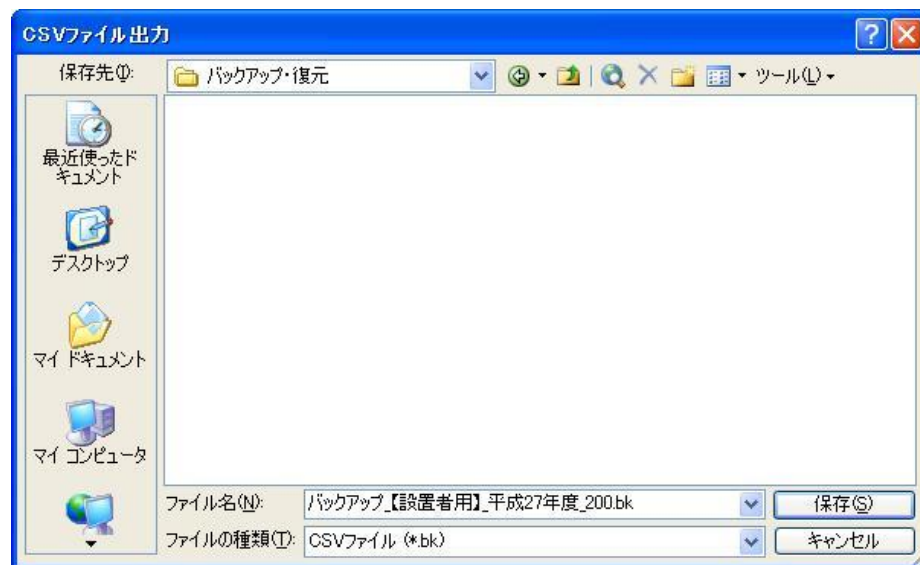 CSVファイル出力
保存先(I):
バックアップ・復元
ツール(L)
最近使ったド
キュメント
デスクトップ
マイ ドキュメント
マイ コンピュータ
ファイル名(N):
バックアップ_【設置者用】_平成27年度_200.bk
保存(S)
ファイルの種類(T):
CSVファイル (*.bk)
キャンセル